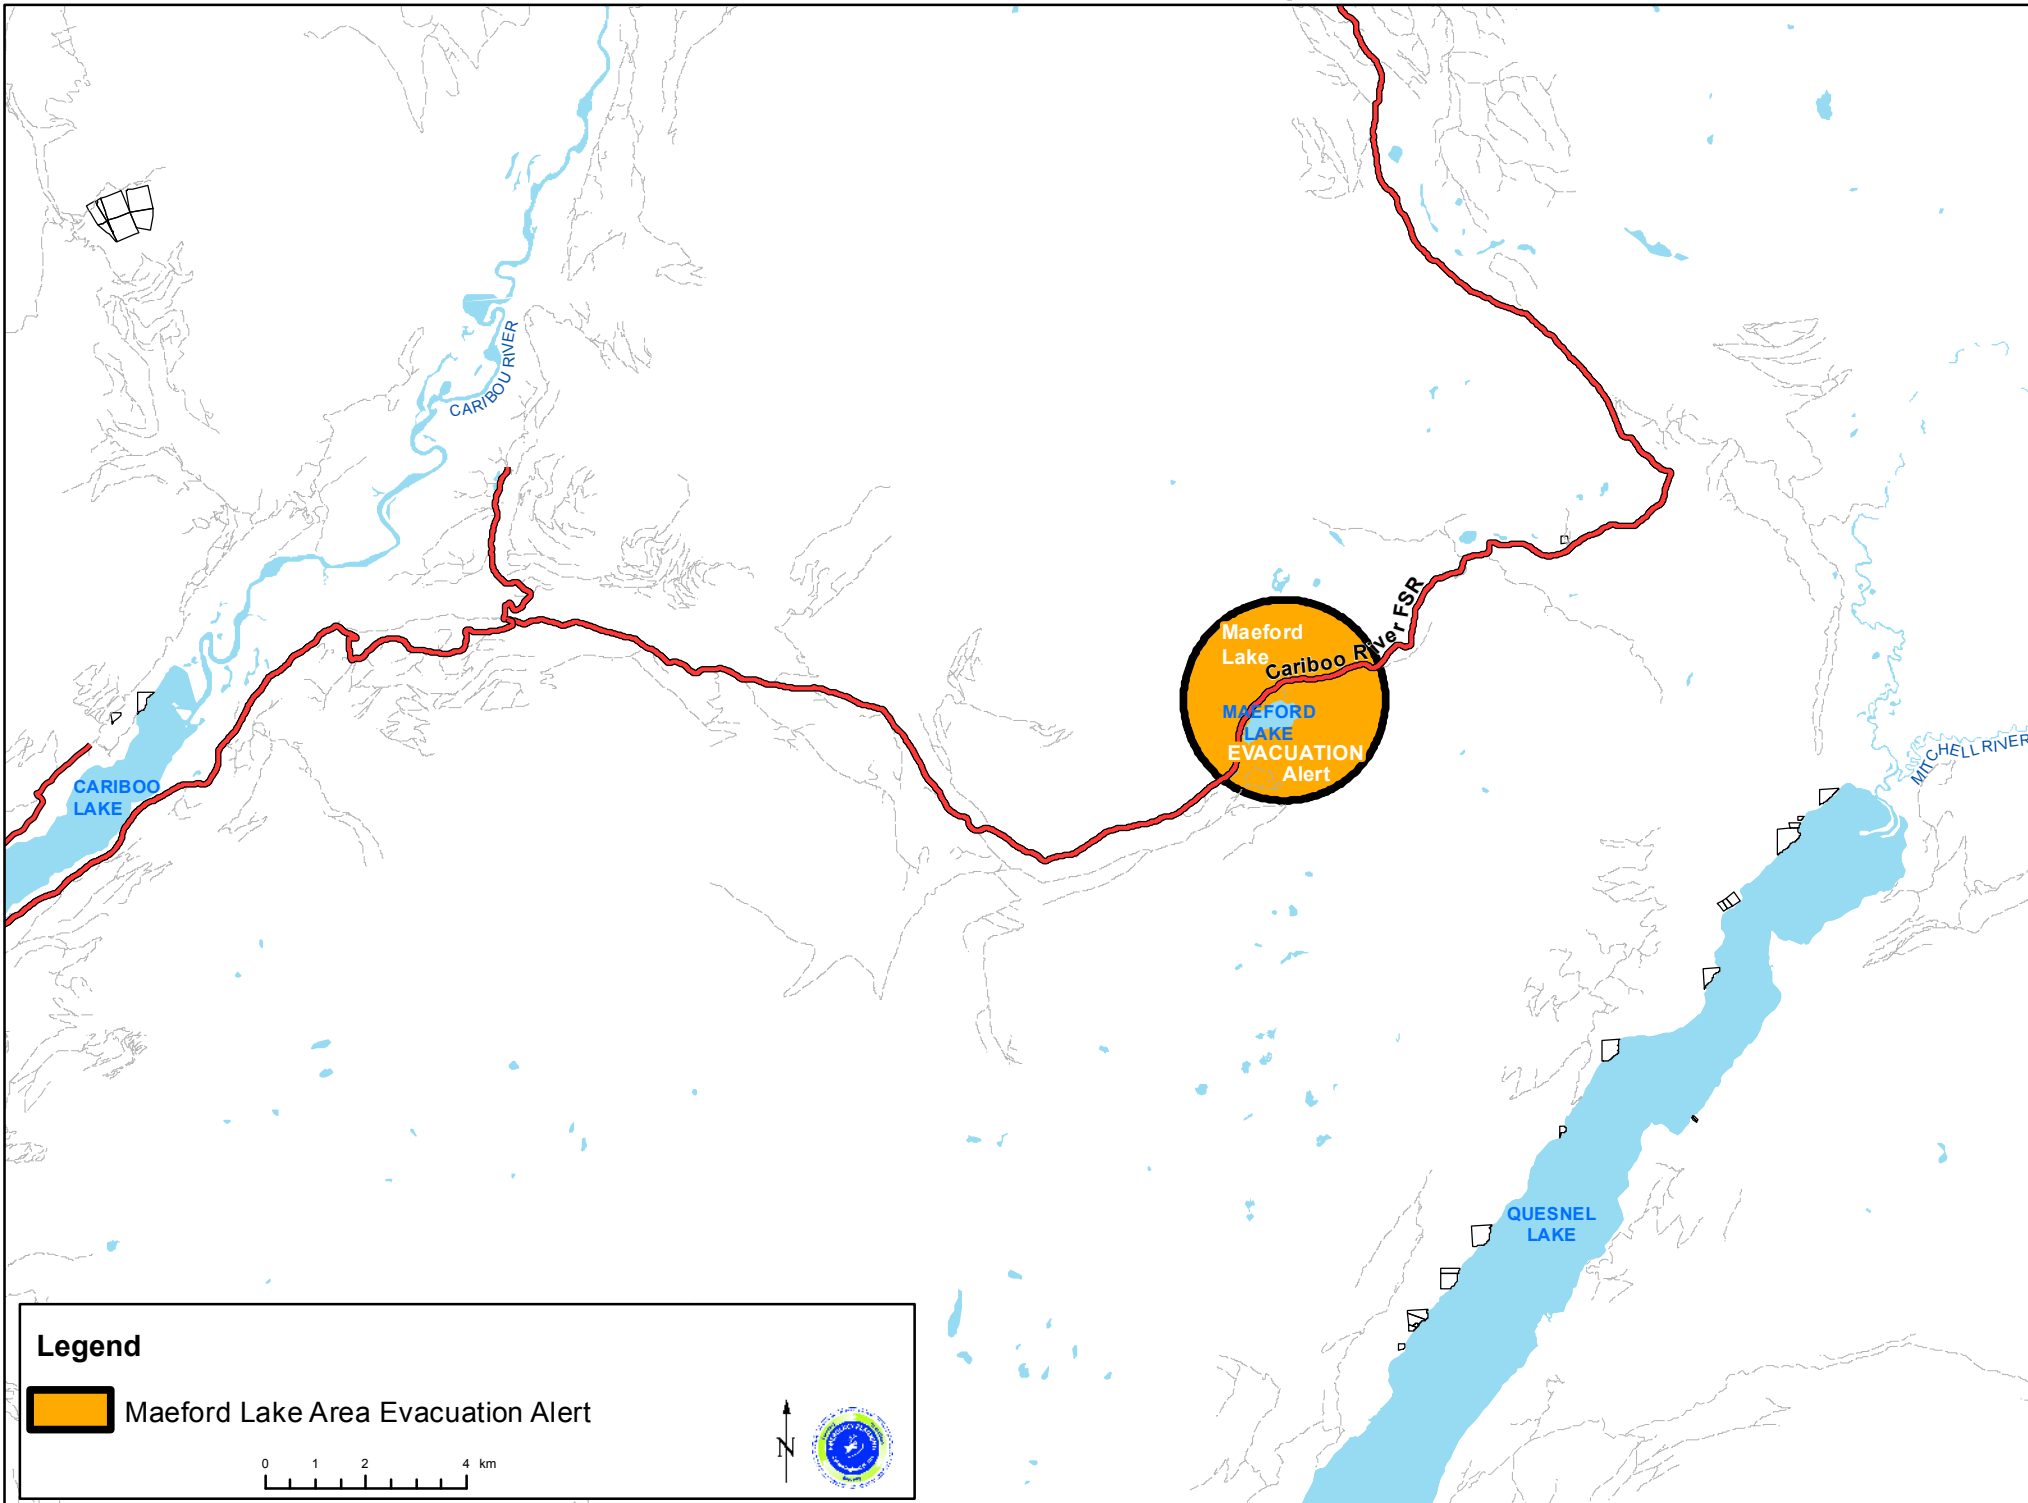 CARIBOU RIVER
Maeford
Lake
Cariboo River FSR
MAEFORD
LAKE
EVACUATION
Alert
MITCHELL RIVER
CARIBOO
LAKE
QUESNEL
LAKE
Legend
Maeford Lake Area Evacuation Alert
0 1 2 4 km
N